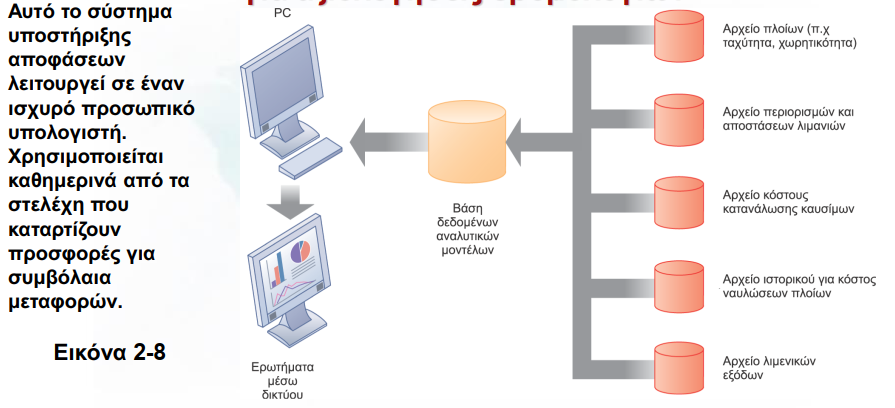 Αυτό το σύστημα
υποστήριξης
αποφάσεων
λειτουργεί σε έναν
ισχυρό προσωπικό
υπολογιστή.
Χρησιμοποιείται
καθημερινά από τα
στελέχη που
καταρτίζουν
προσφορές για
συμβόλαια
μεταφορών.
Εικόνα 2-8
PC
Ερωτήματα
μέσω
δικτύου
Βάση
δεδομένων
αναλυτικών
μοντέλων
Αρχείο πλοίων (π.χ
ταχύτητα, χωρητικότητα)
Αρχείο περιορισμών και
αποστάσεων λιμανιών
Αρχείο κόστους
κατανάλωσης καυσίμων
Αρχείο ιστορικού για κόστος
ναυλώσεων πλοίων
Αρχείο λιμενικών
εξόδων